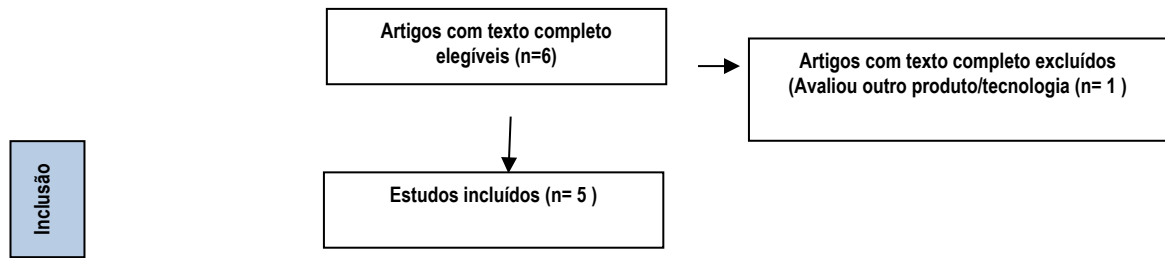 Artigos com texto completo
elegíveis (n=6)
Artigos com texto completo excluídos
(Avaliou outro produto/tecnologia (n= 1 )
Inclusão
Estudos incluídos (n= 5 )